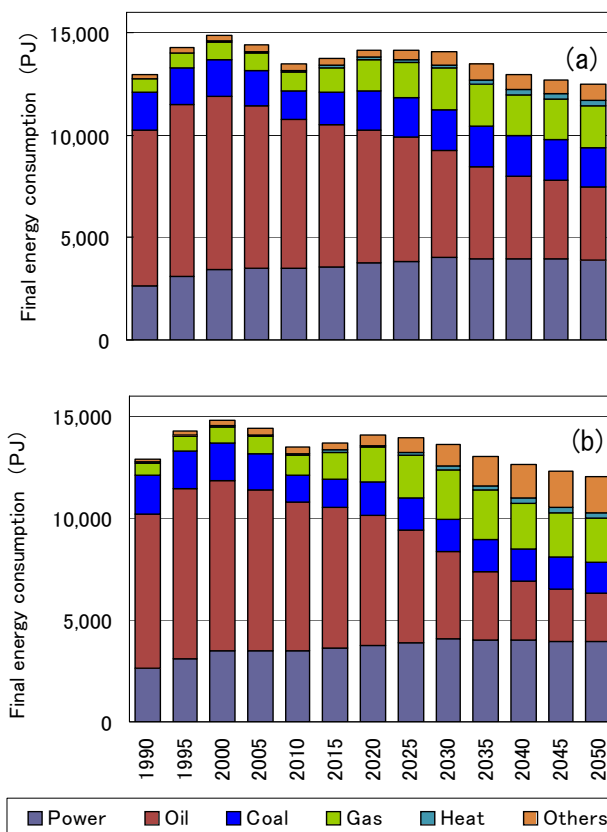 15,000
10,000
5,000
0
Final energy consumption (PJ)
(a)
15,000
10,000
5,000
0
Final energy consumption (PJ)
(b)
1990 1995 2000 2005 2010 2015 2020 2025 2030 2035 2040 2045 2050
Power Oil Coal Gas Heat Others